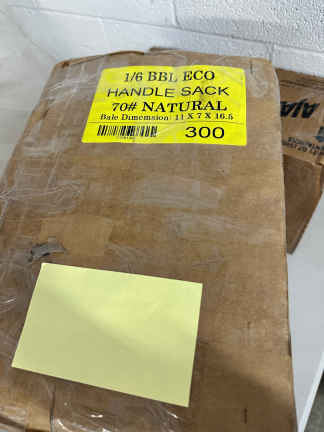 1/6 BBL ECO
HANDLE SACK
70# NATURAL
Bale Dimension: 11 X 7 X 16.5
300